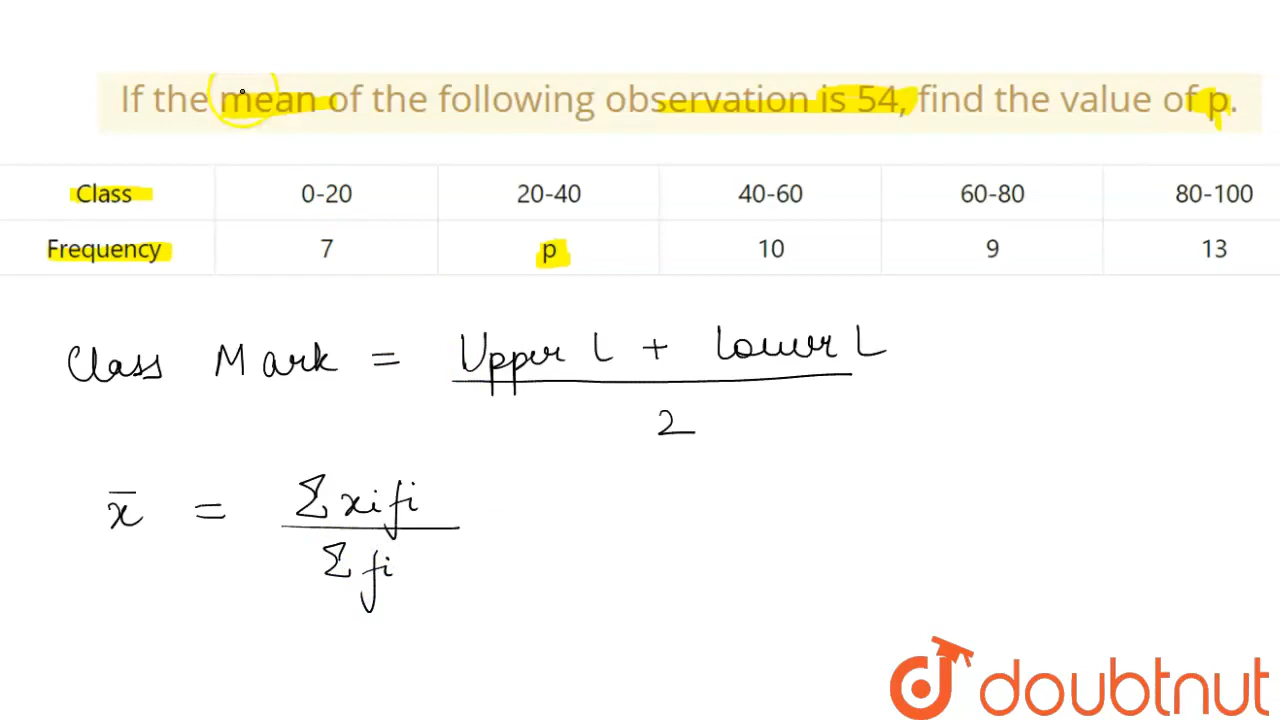 If the mean of the following observation is 54, find the value of p.
Class 0-20 20-40 40-60 60-80 80-100
Frequency 7 p 10 9 13
Class Mark = Upper L + Lower L
2
x̄ = Σxifi
Σfi
doubtnut